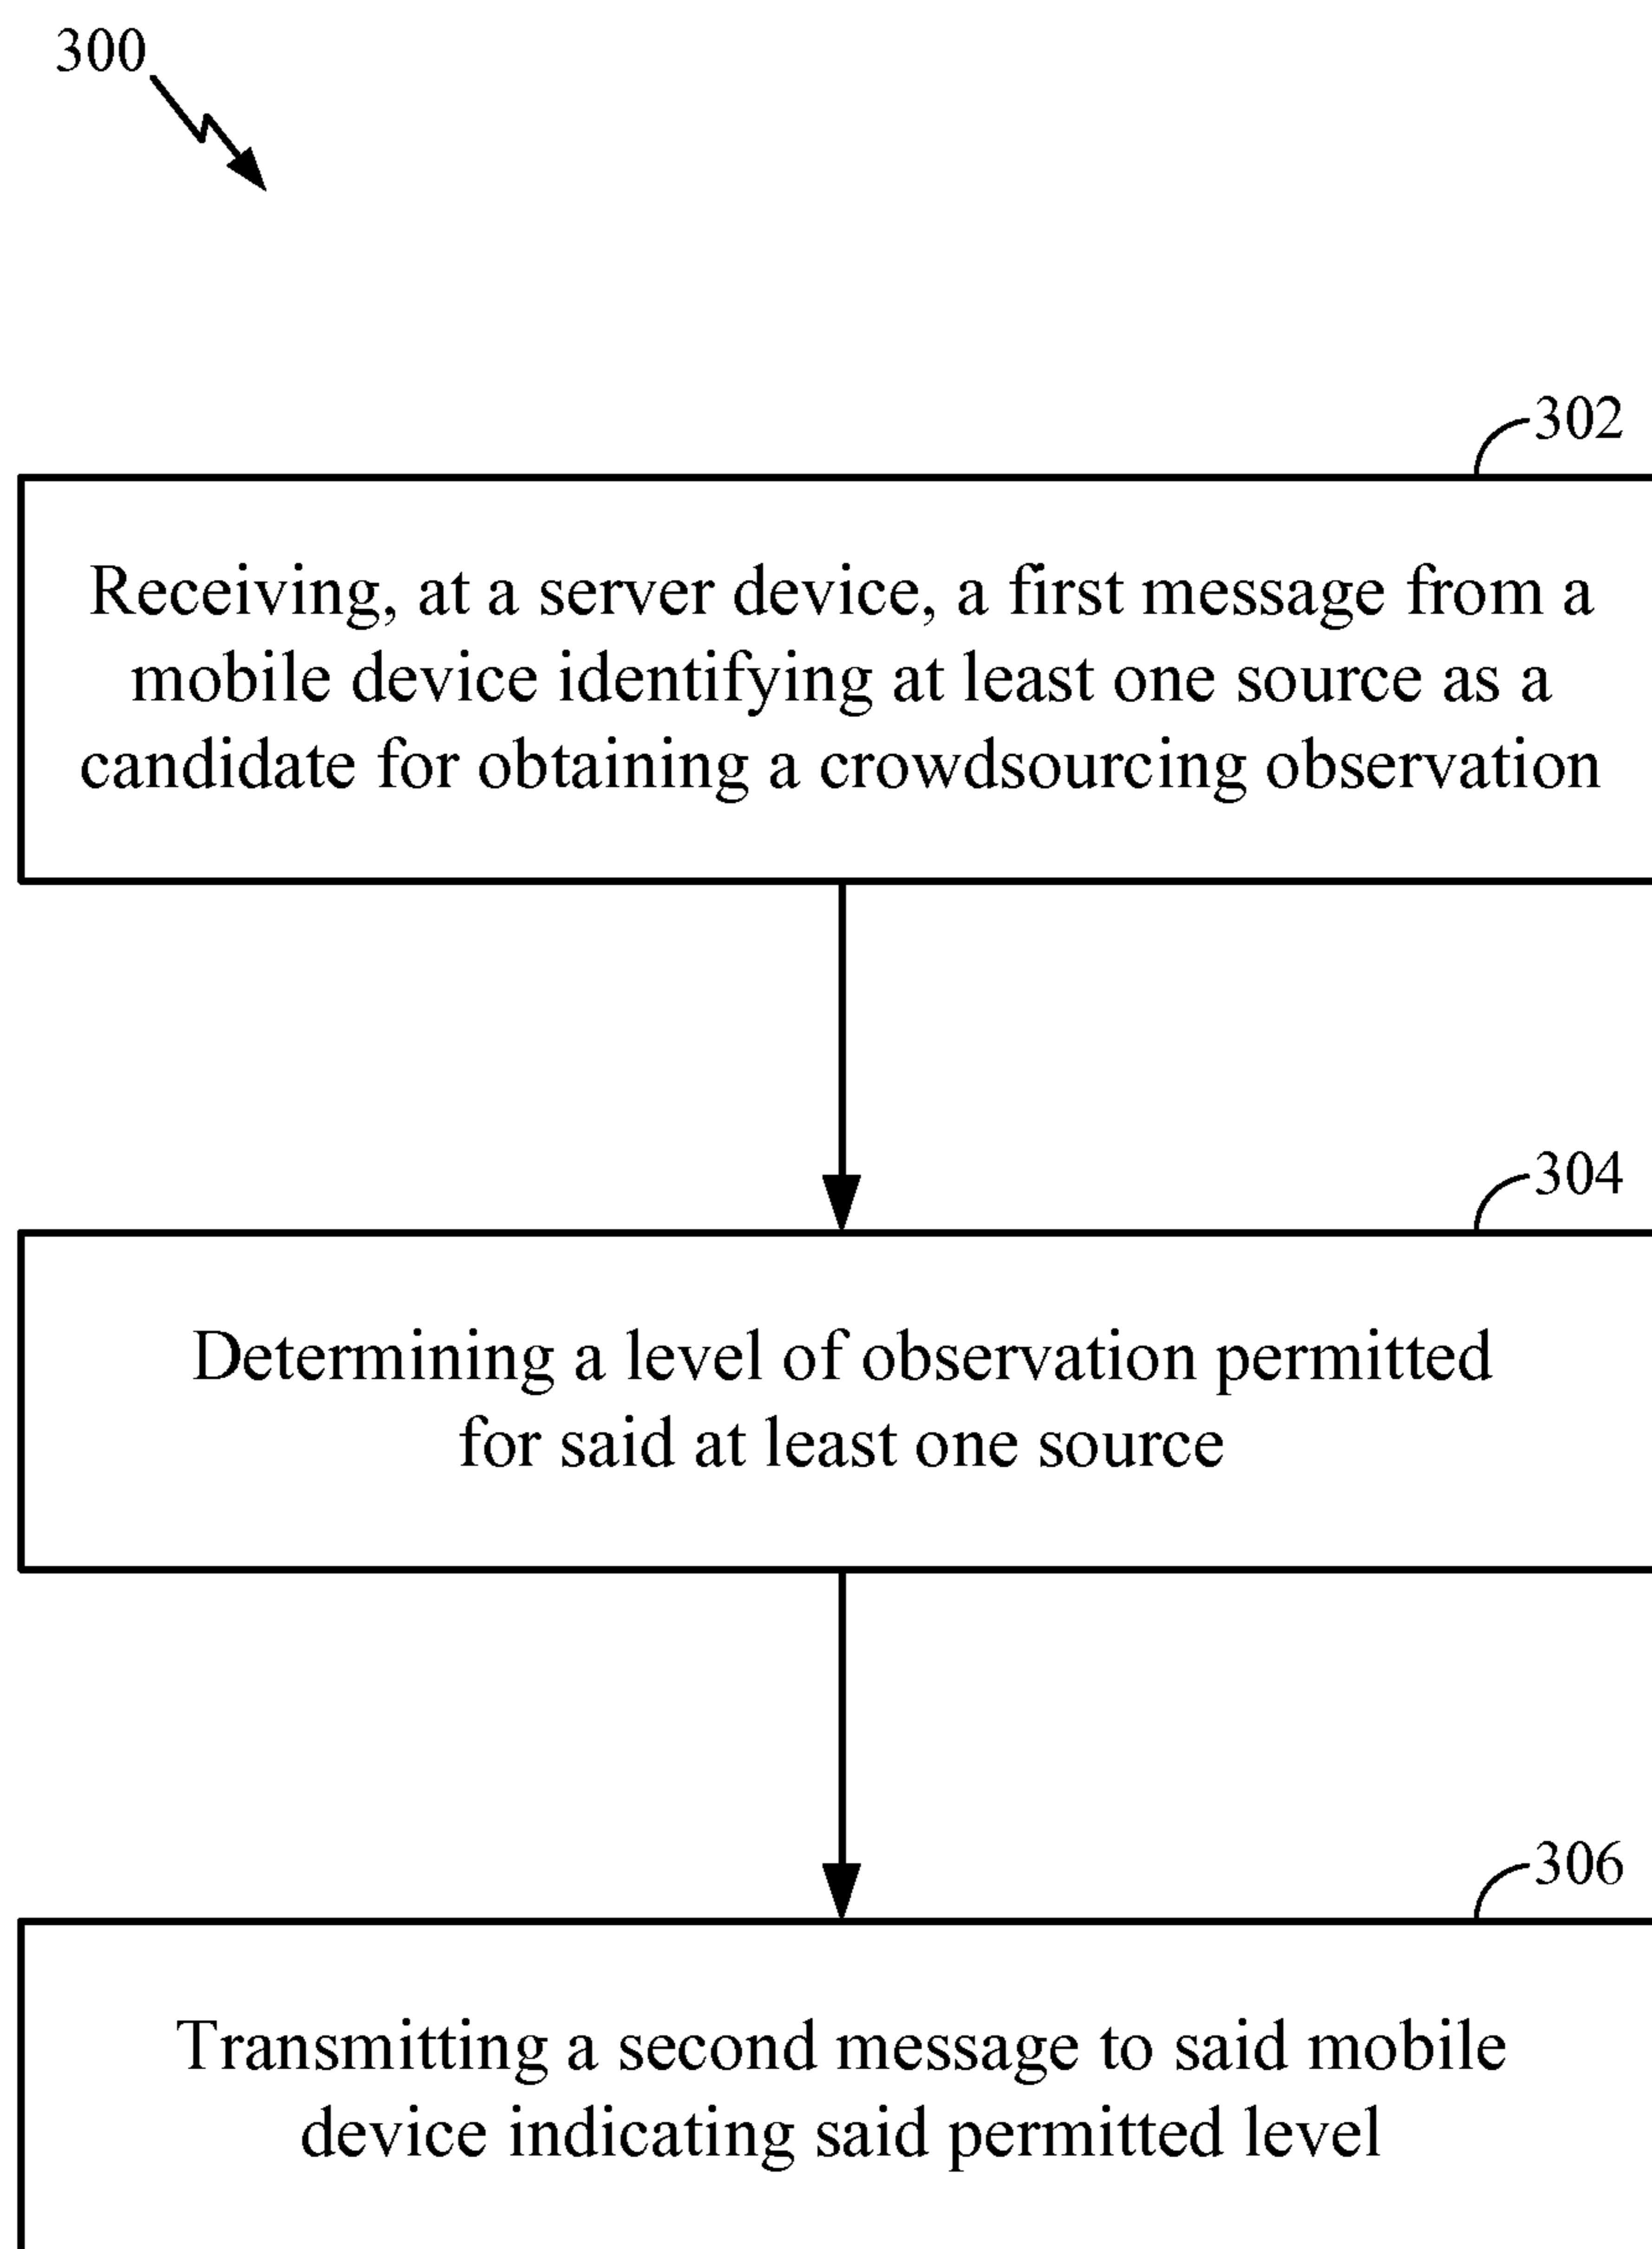 300
302
Receiving, at a server device, a first message from a
mobile device identifying at least one source as a
candidate for obtaining a crowdsourcing observation
304
Determining a level of observation permitted
for said at least one source
306
Transmitting a second message to said mobile
device indicating said permitted level